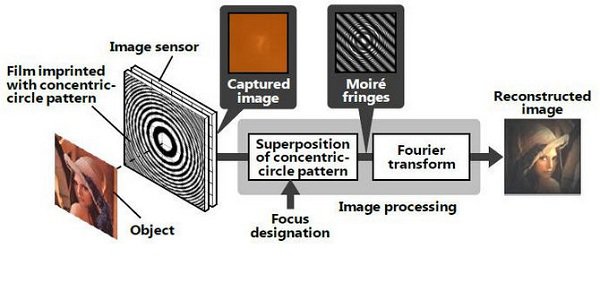 Image sensor
Film imprinted
with concentric-
circle pattern
Object
Captured
image
Moiré
fringes
Superposition
of concentric-
circle pattern
Fourier
transform
Focus
designation
Image processing
Reconstructed
image